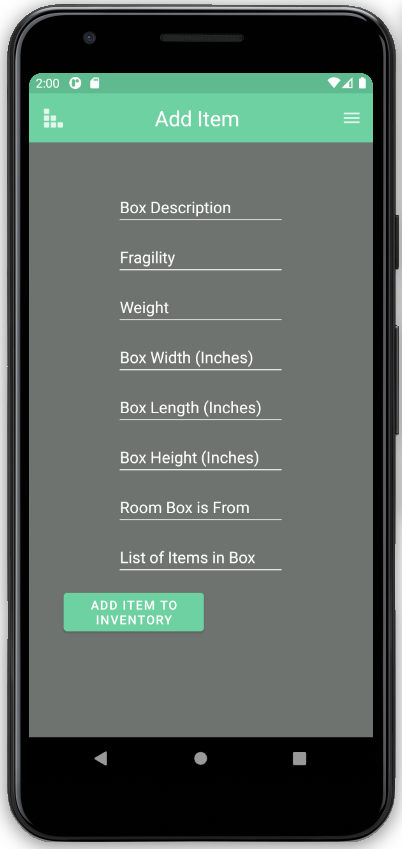 2:00
Add Item
Box Description
Fragility
Weight
Box Width (Inches)
Box Length (Inches)
Box Height (Inches)
Room Box is From
List of Items in Box
ADD ITEM TO
INVENTORY